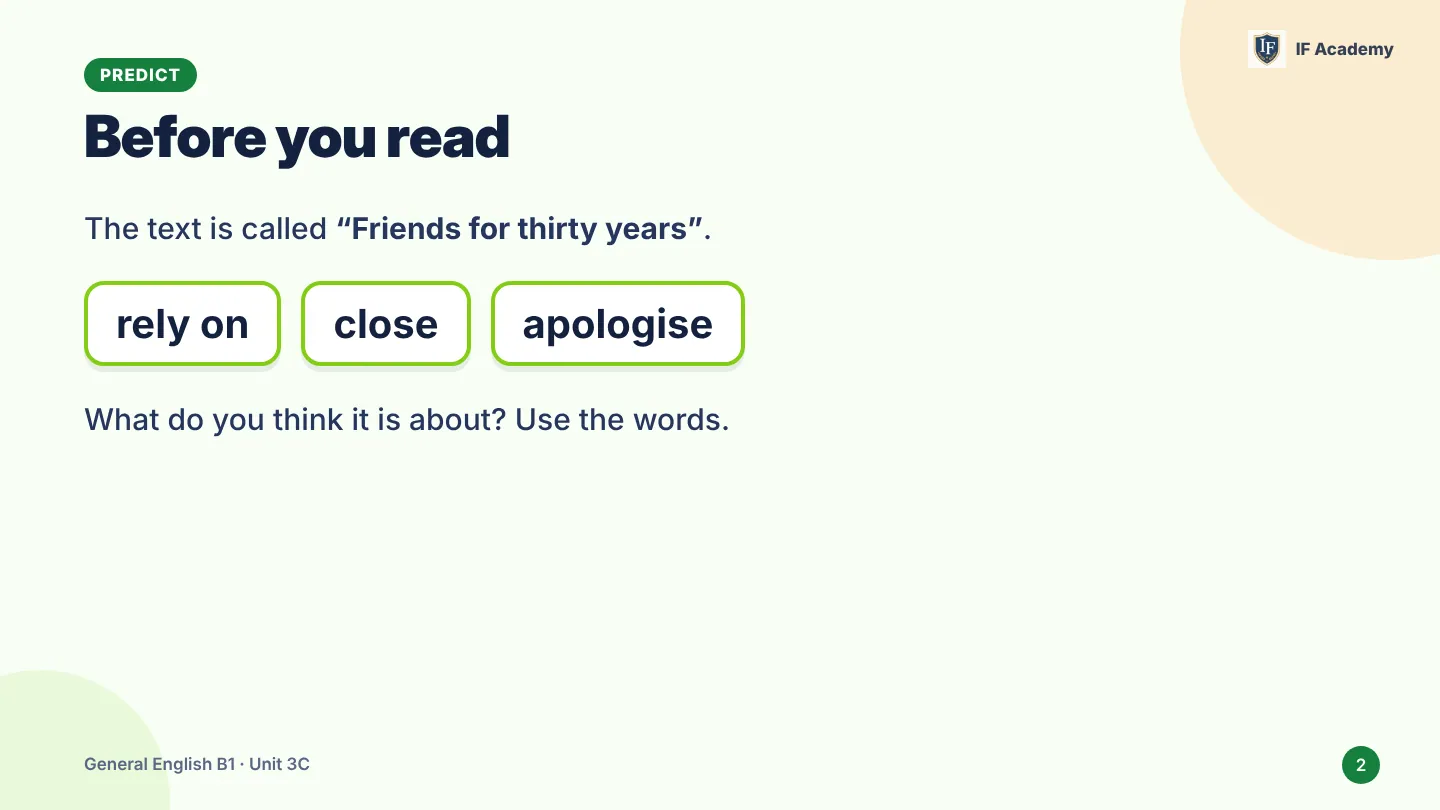 IF
IF Academy
PREDICT
Before you read
The text is called “Friends for thirty years”.
rely on
close
apologise
What do you think it is about? Use the words.
General English B1 · Unit 3C
2